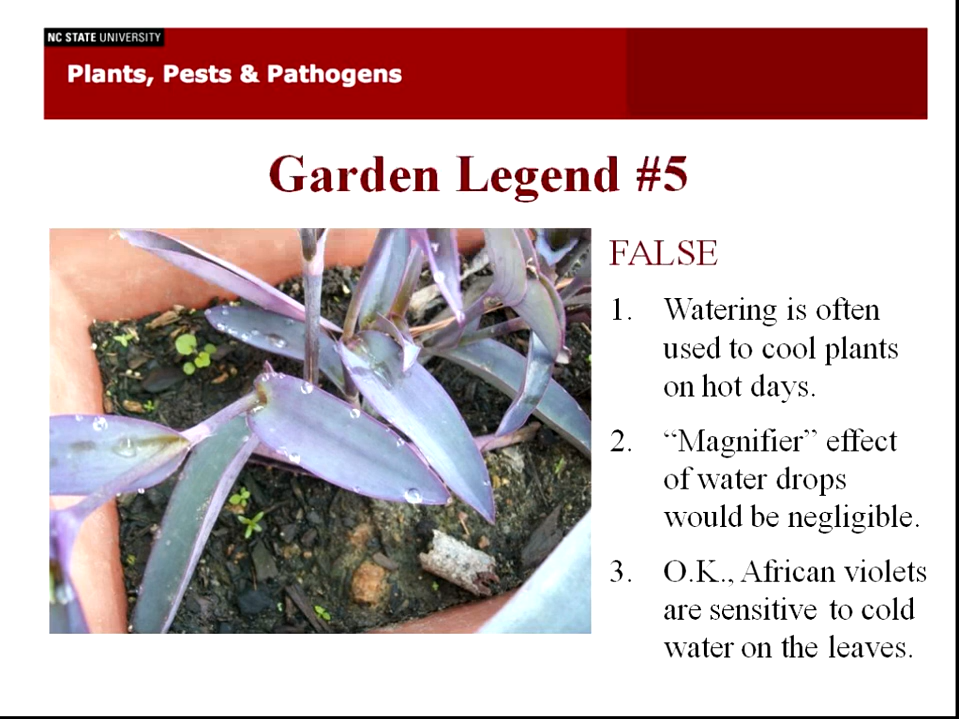 NC STATE UNIVERSITY
Plants, Pests & Pathogens
Garden Legend #5
FALSE
1. Watering is often
used to cool plants
on hot days.
2. “Magnifier” effect
of water drops
would be negligible.
3. O.K., African violets
are sensitive to cold
water on the leaves.